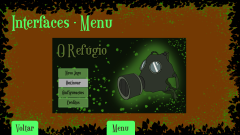 Interfaces - Menu
O Refúgio
Novo Jogo
Continuar
Configurações
Créditos
Voltar
Menu